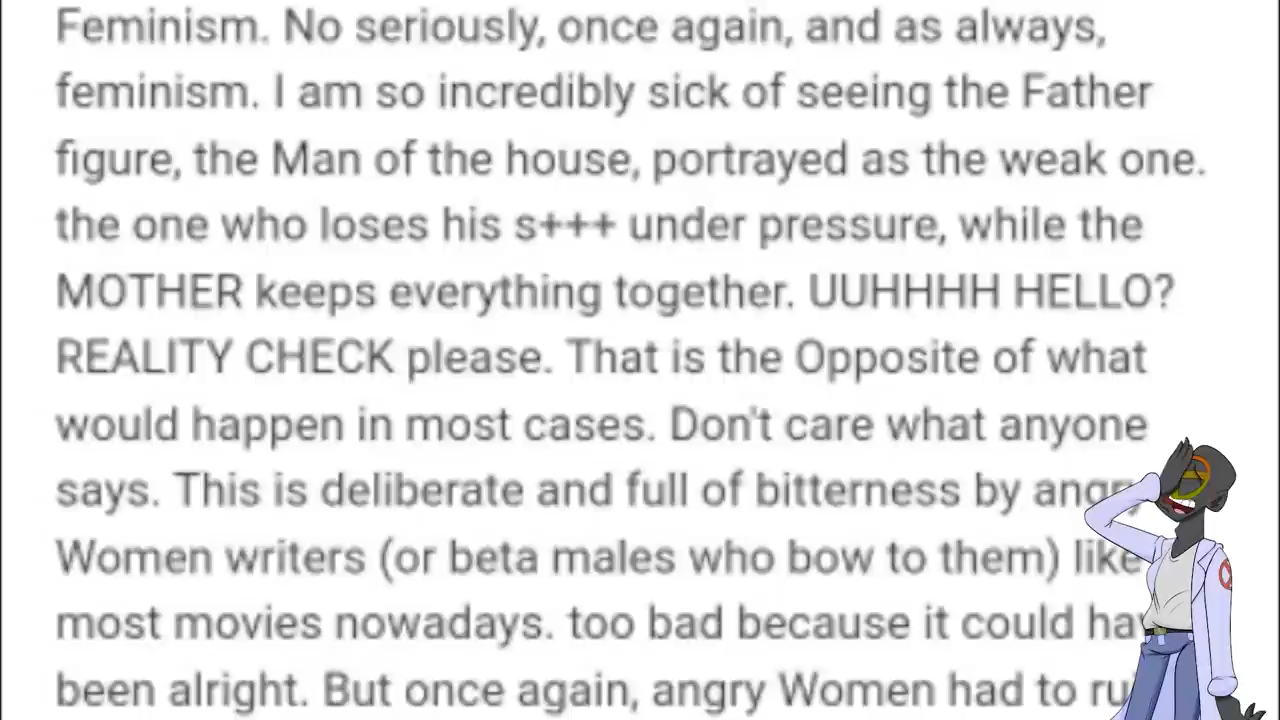 Feminism. No seriously, once again, and as always,
feminism. I am so incredibly sick of seeing the Father
figure, the Man of the house, portrayed as the weak one.
the one who loses his s+++ under pressure, while the
MOTHER keeps everything together. UUHHHH HELLO?
REALITY CHECK please. That is the Opposite of what
would happen in most cases. Don't care what anyone
says. This is deliberate and full of bitterness by angry
Women writers (or beta males who bow to them) like
most movies nowadays. too bad because it could have
been alright. But once again, angry Women had to